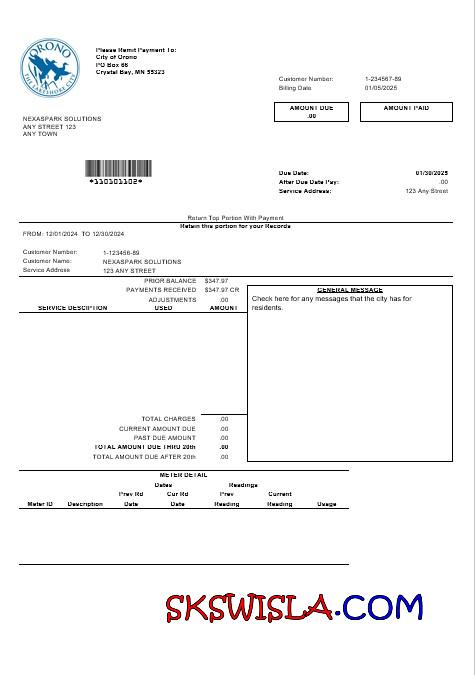 ORONO
THE LAKESHORE CITY
Please Remit Payment To:
City of Orono
PO Box 66
Crystal Bay, MN 55323
Customer Number: 1-234567-89
Billing Date 01/05/2025
AMOUNT DUE AMOUNT PAID
.00
NEXASPARK SOLUTIONS
ANY STREET 123
ANY TOWN
*110101102*
Due Date: 01/30/2025
After Due Date Pay: .00
Service Address: 123 Any Street
Return Top Portion With Payment
Retain this portion for your Records
FROM: 12/01/2024 TO 12/30/2024
Customer Number: 1-123456-89
Customer Name: NEXASPARK SOLUTIONS
Service Address 123 ANY STREET
PRIOR BALANCE $347.97
PAYMENTS RECEIVED $347.97 CR
ADJUSTMENTS .00
SERVICE DESCIPTION USED AMOUNT
GENERAL MESSAGE
Check here for any messages that the city has for
residents.
TOTAL CHARGES .00
CURRENT AMOUNT DUE .00
PAST DUE AMOUNT .00
TOTAL AMOUNT DUE THRU 20th .00
TOTAL AMOUNT DUE AFTER 20th .00
METER DETAIL
Dates Readings
Prev Rd Cur Rd Prev Current
Meter ID Description Date Date Reading Reading Usage
SKSWISLA.COM